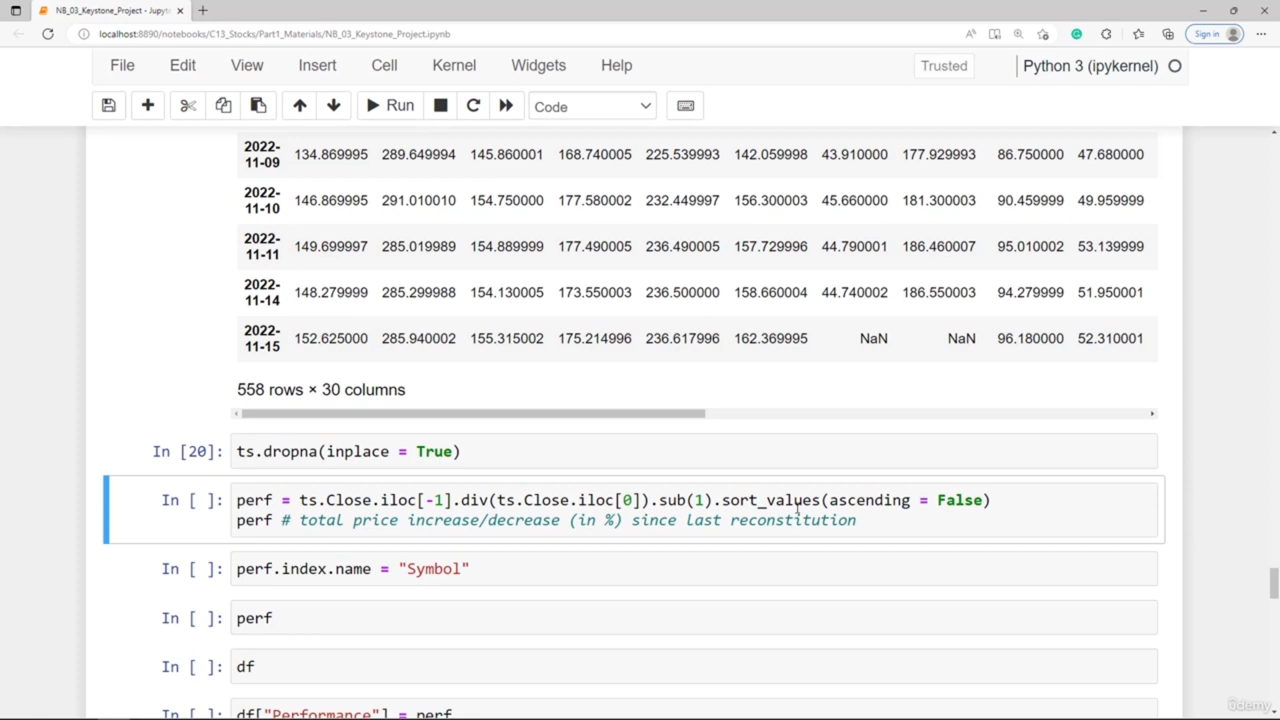 NB_03_Keystone_Project - Jupyte
localhost:8890/notebooks/C13_Stocks/Part1_Materials/NB_03_Keystone_Project.ipynb
Sign in
File Edit View Insert Cell Kernel Widgets Help Trusted Python 3 (ipykernel)
Run Code
2022-11-09 134.869995 289.649994 145.860001 168.740005 225.539993 142.059998 43.910000 177.929993 86.750000 47.680000
2022-11-10 146.869995 291.010010 154.750000 177.580002 232.449997 156.300003 45.660000 181.300003 90.459999 49.959999
2022-11-11 149.699997 285.019989 154.889999 177.490005 236.490005 157.729996 44.790001 186.460007 95.010002 53.139999
2022-11-14 148.279999 285.299988 154.130005 173.550003 236.500000 158.660004 44.740002 186.550003 94.279999 51.950001
2022-11-15 152.625000 285.940002 155.315002 175.214996 236.617996 162.369995 NaN NaN 96.180000 52.310001
558 rows × 30 columns
In [20]: ts.dropna(inplace = True)
In [ ]: perf = ts.Close.iloc[-1].div(ts.Close.iloc[0]).sub(1).sort_values(ascending = False)
perf # total price increase/decrease (in %) since last reconstitution
In [ ]: perf.index.name = "Symbol"
In [ ]: perf
In [ ]: df
In [ ]: df["Performance"] = perf
ûdemy